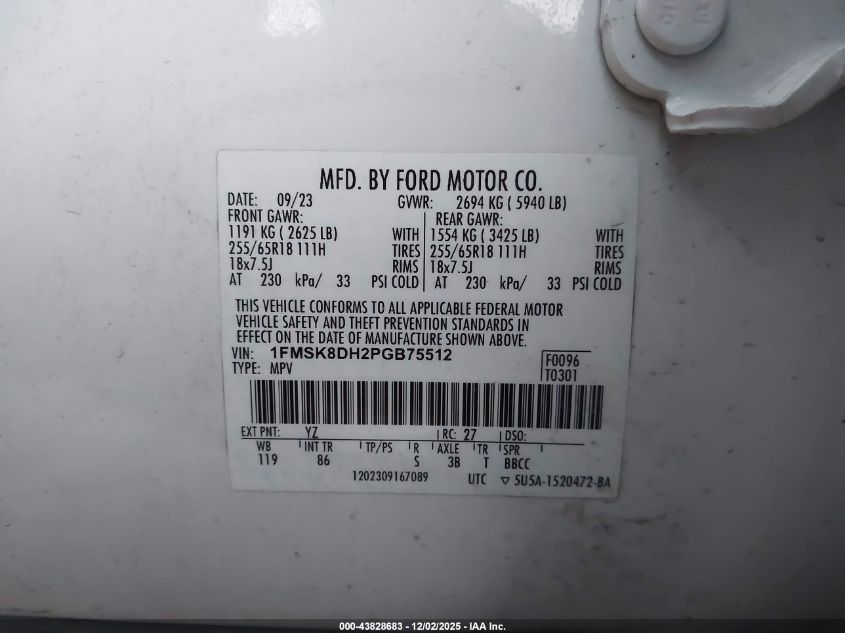 MFD. BY FORD MOTOR CO.
DATE: 09/23 GVWR: 2694 KG ( 5940 LB)
FRONT GAWR: REAR GAWR:
1191 KG ( 2625 LB) WITH 1554 KG ( 3425 LB) WITH
255/65R18 111H TIRES 255/65R18 111H TIRES
18x7.5J RIMS 18x7.5J RIMS
AT 230 kPa/ 33 PSI COLD AT 230 kPa/ 33 PSI COLD
THIS VEHICLE CONFORMS TO ALL APPLICABLE FEDERAL MOTOR
VEHICLE SAFETY AND THEFT PREVENTION STANDARDS IN
EFFECT ON THE DATE OF MANUFACTURE SHOWN ABOVE.
VIN: 1FMSK8DH2PGB75512 F0096
TYPE: MPV T0301
EXT PNT: YZ RC: 27 DSO:
WB INT TR TP/PS R AXLE TR SPR
119 86 S 3B T BBCC
1202309167089 UTC ▽ 5U5A-1520472-BA
000-43828683 - 12/02/2025 - IAA Inc.